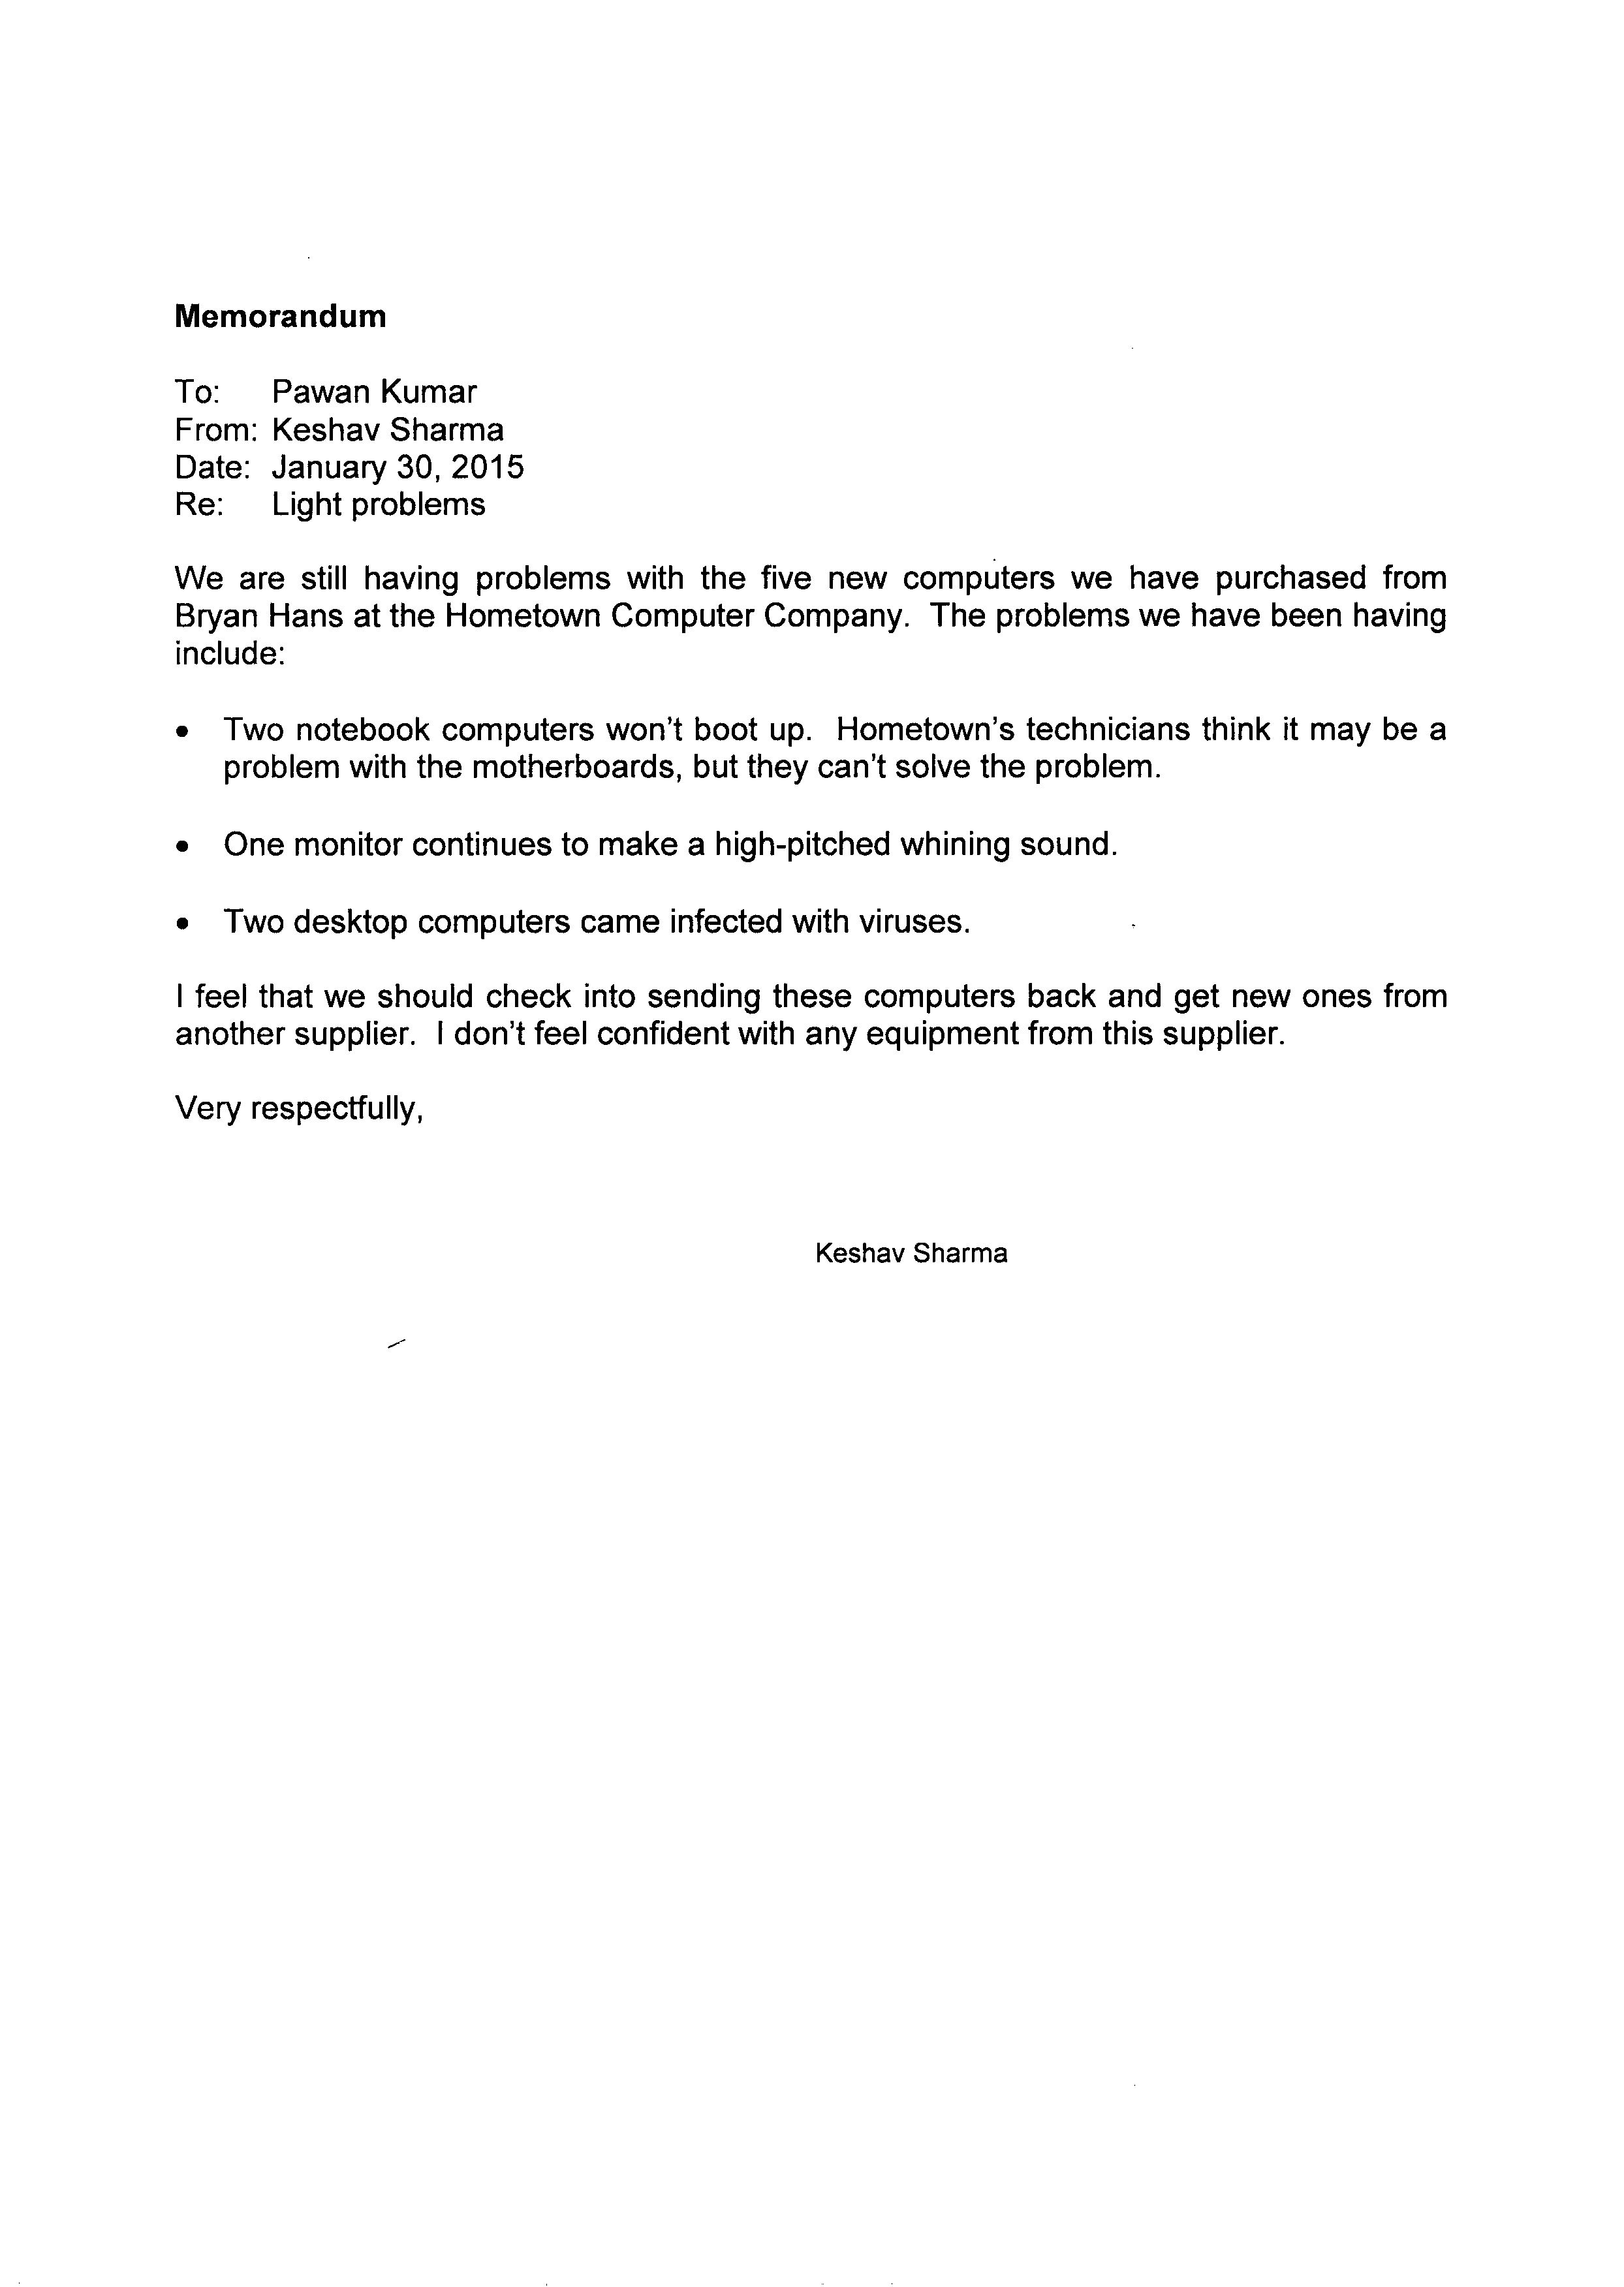 Memorandum
To: Pawan Kumar
From: Keshav Sharma
Date: January 30, 2015
Re: Light problems
We are still having problems with the five new computers we have purchased from
Bryan Hans at the Hometown Computer Company. The problems we have been having
include:
• Two notebook computers won't boot up. Hometown's technicians think it may be a
problem with the motherboards, but they can't solve the problem.
• One monitor continues to make a high-pitched whining sound.
• Two desktop computers came infected with viruses.
I feel that we should check into sending these computers back and get new ones from
another supplier. I don't feel confident with any equipment from this supplier.
Very respectfully,
Keshav Sharma